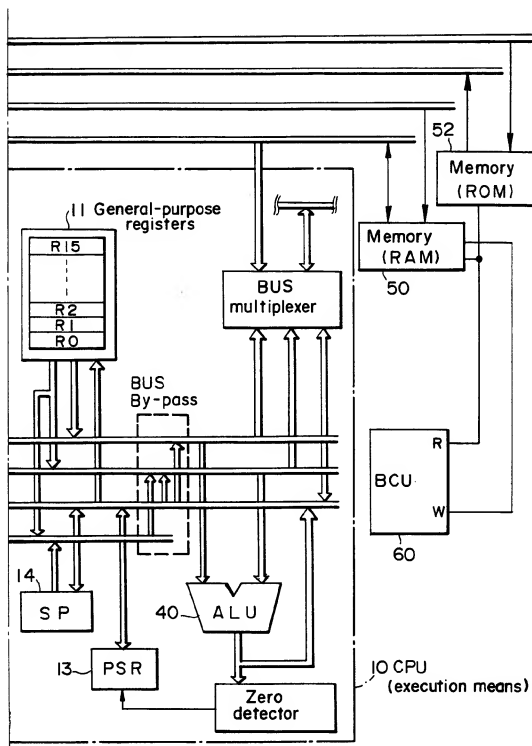 52
Memory
(ROM)
11 General-purpose
registers
R15
R2
R1
R0
Memory
(RAM)
50
BUS
multiplexer
BUS
By-pass
R
BCU
W
60
14
SP
40
ALU
13
PSR
10 CPU
(execution means)
Zero
detector